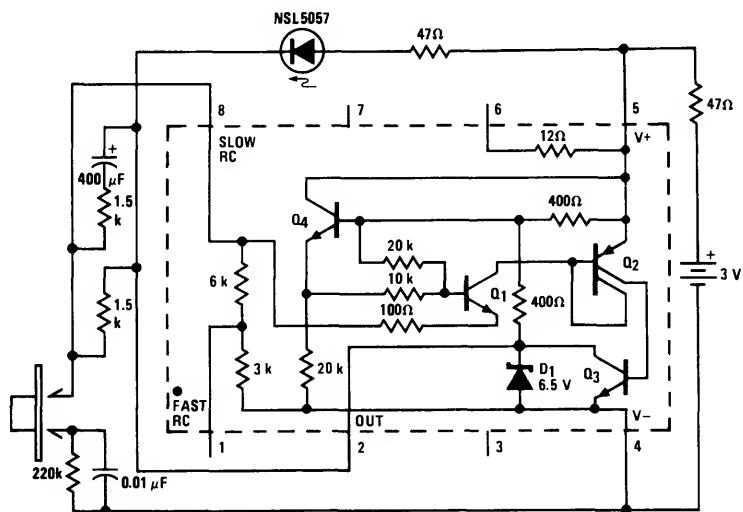 NSL5057
47Ω
47Ω
8
7
6
5
SLOW
RC
12Ω
V+
+
400 μF
1.5
k
Q4
400Ω
Q2
20 k
6 k
10 k
Q1
400Ω
100Ω
+
3 V
1.5
k
3 k
20 k
D1
6.5 V
Q3
FAST
RC
OUT
V−
1
2
3
4
220k
0.01 μF